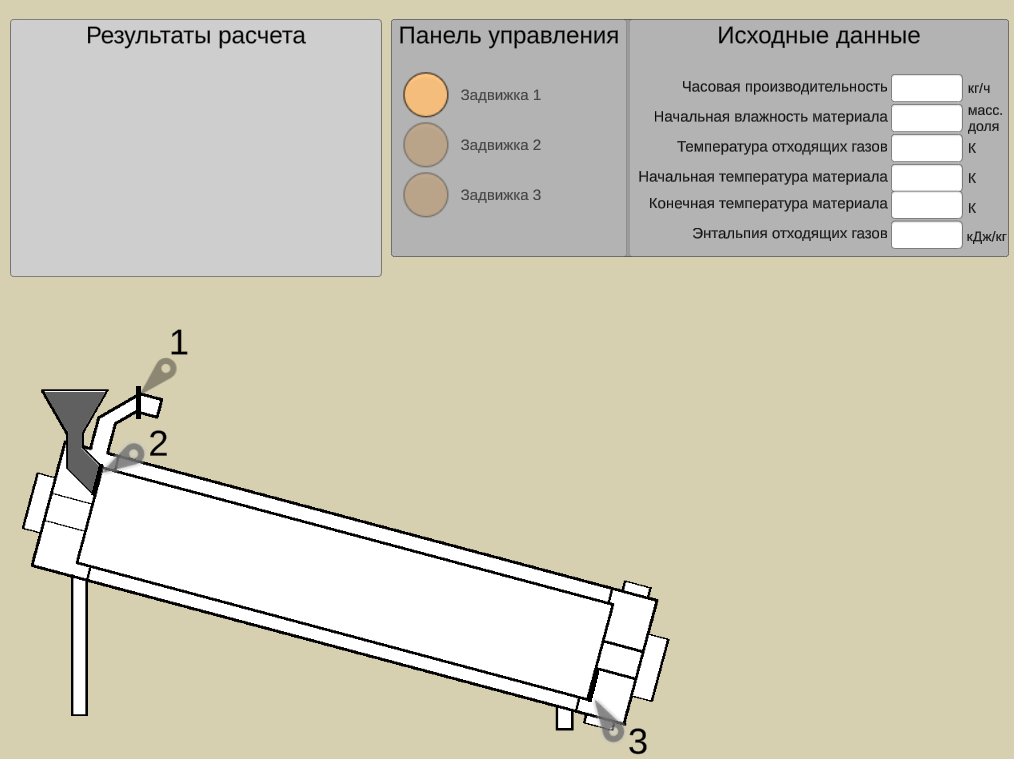 Результаты расчета
Панель управления
Задвижка 1
Задвижка 2
Задвижка 3
Исходные данные
Часовая производительность кг/ч
Начальная влажность материала масс.
доля
Температура отходящих газов К
Начальная температура материала К
Конечная температура материала К
Энтальпия отходящих газов кДж/кг
1
2
3